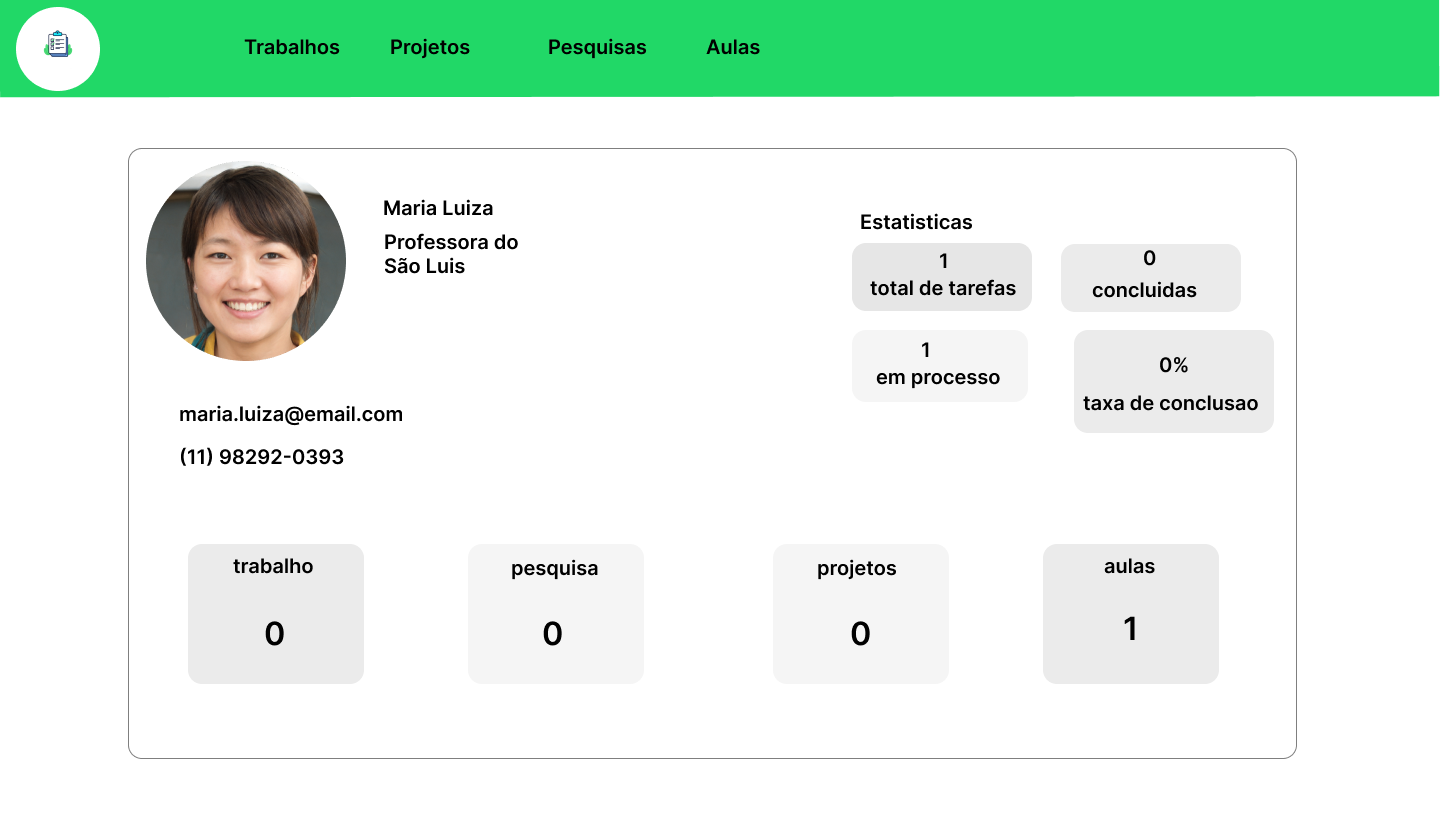 Trabalhos Projetos Pesquisas Aulas
Maria Luiza
Professora do
São Luis
maria.luiza@email.com
(11) 98292-0393
Estatisticas
1
total de tarefas
0
concluidas
1
em processo
0%
taxa de conclusao
trabalho
0
pesquisa
0
projetos
0
aulas
1